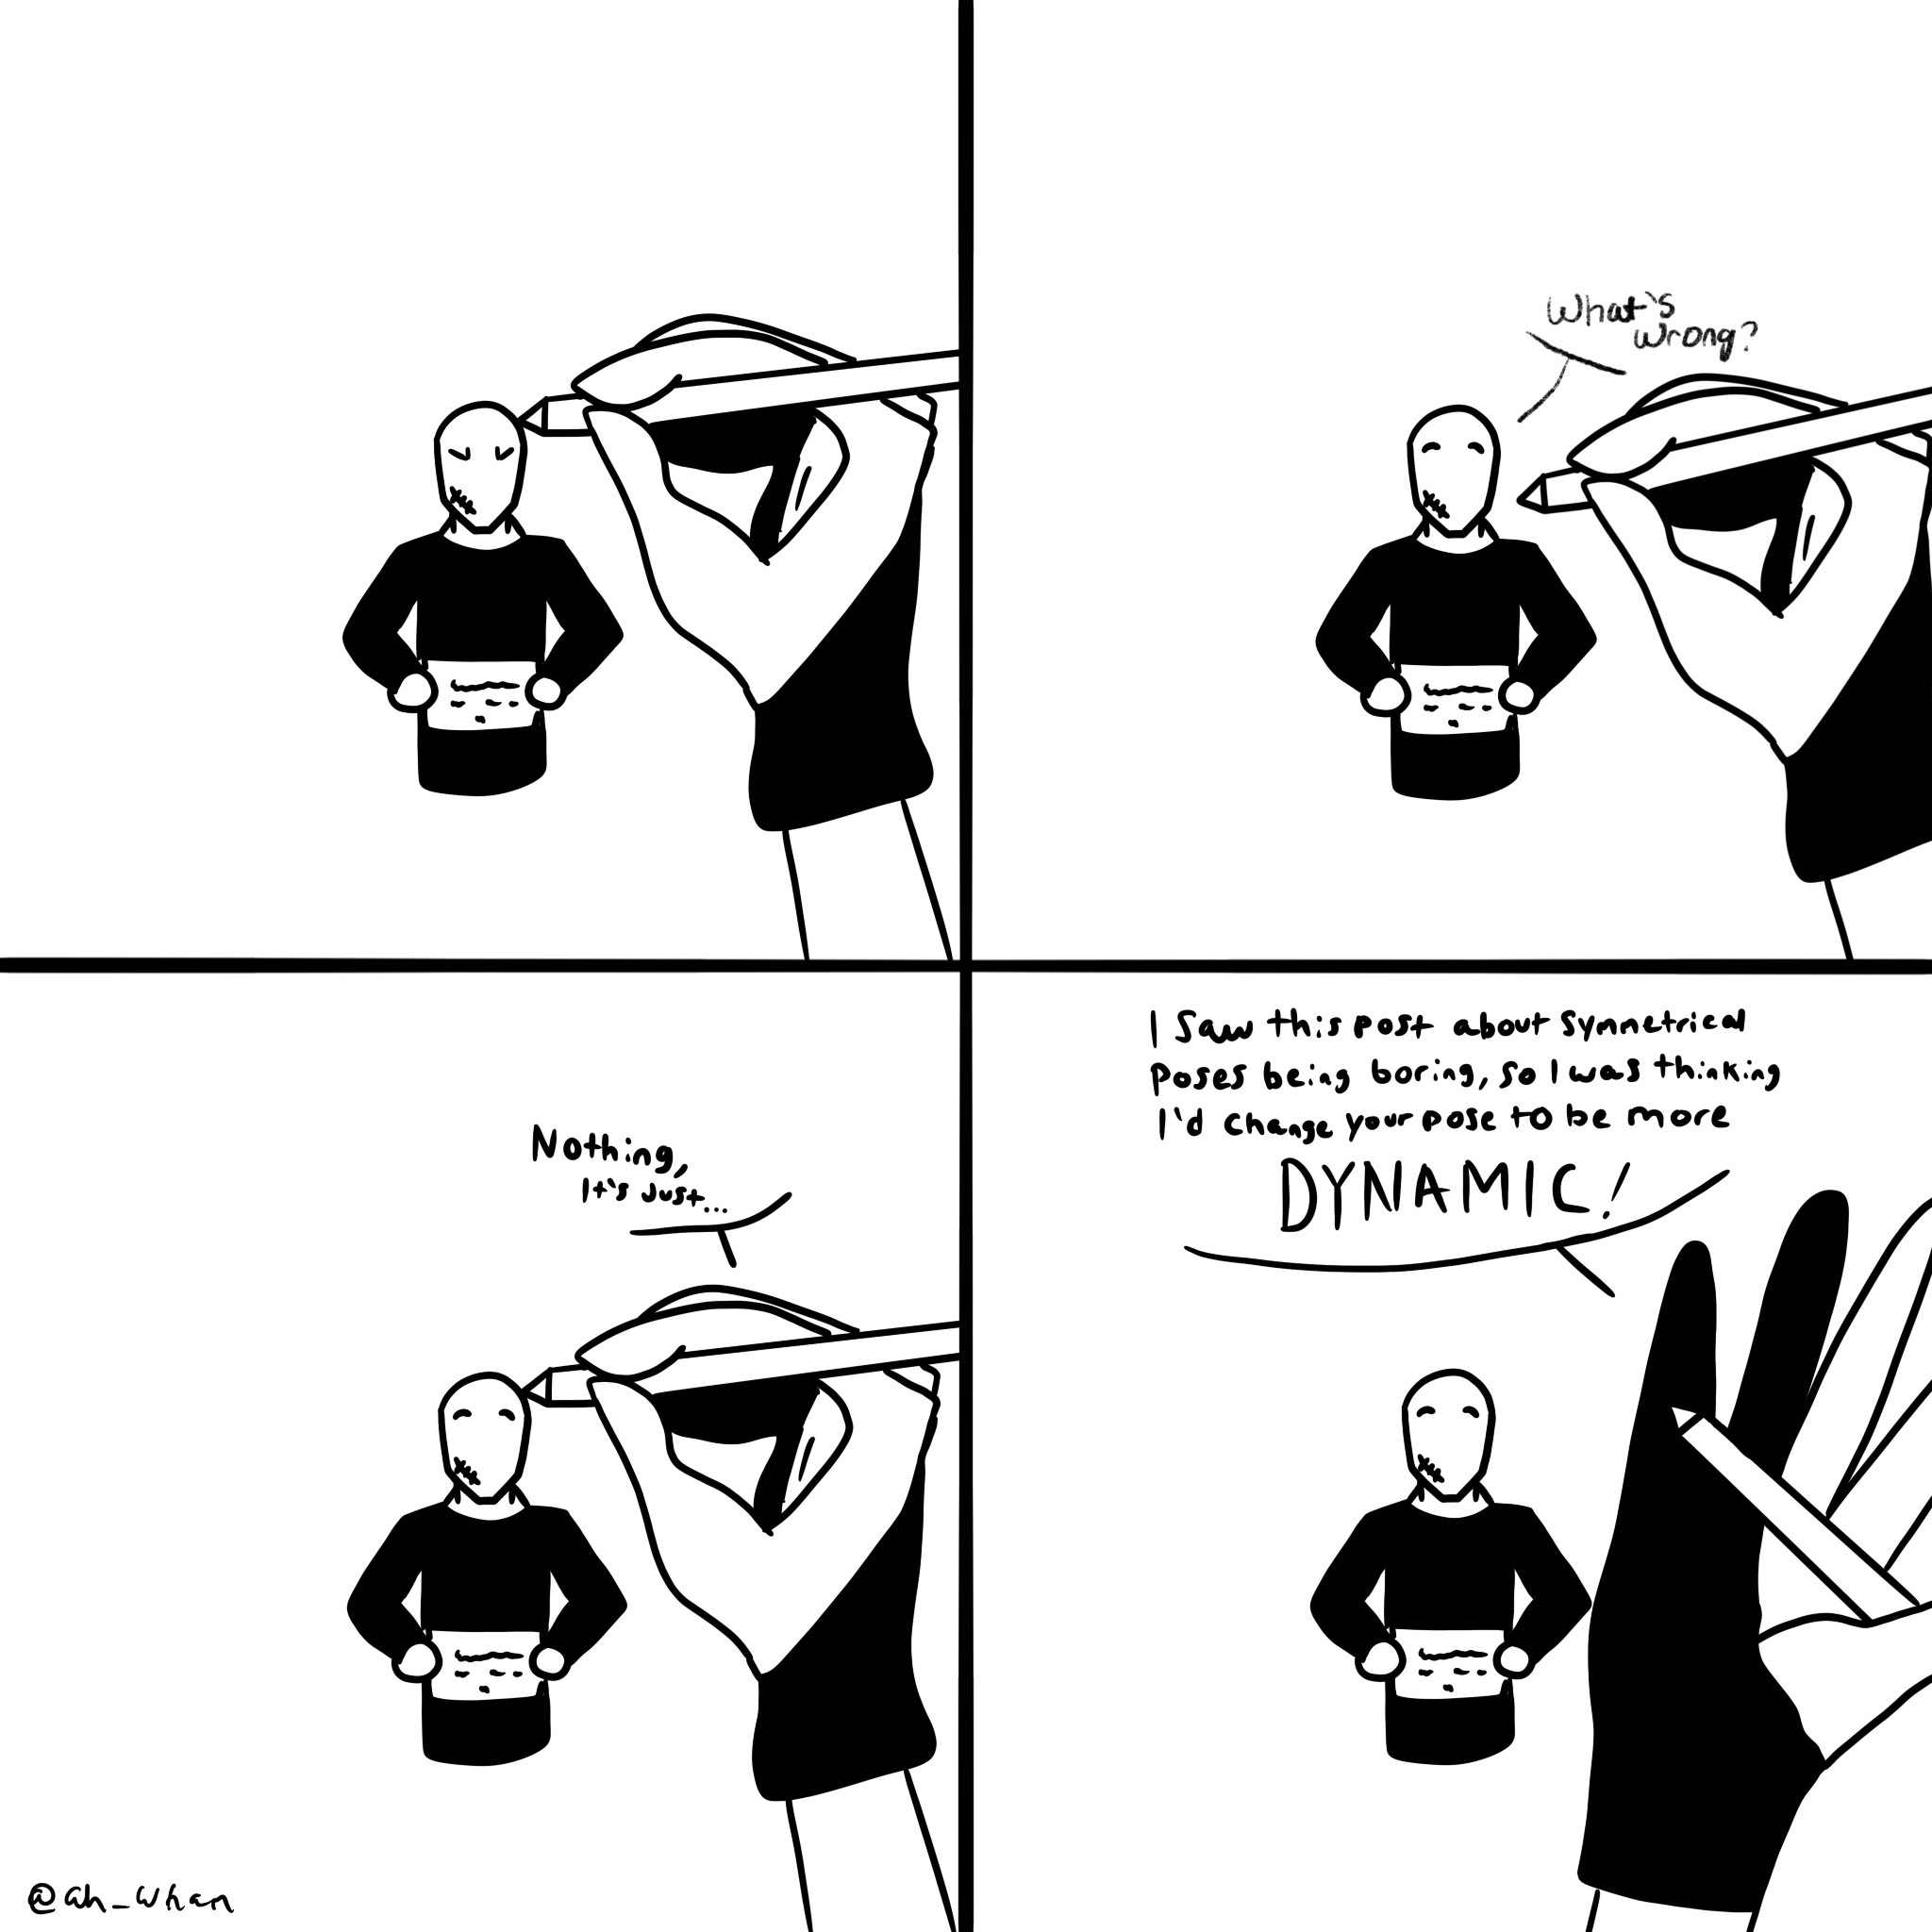 What's
wrong?
Nothing,
It's Just...
I Saw this post about symmetrical
poses being boring, so I was thinking
I'd change your pose to be more
DYNAMIC!